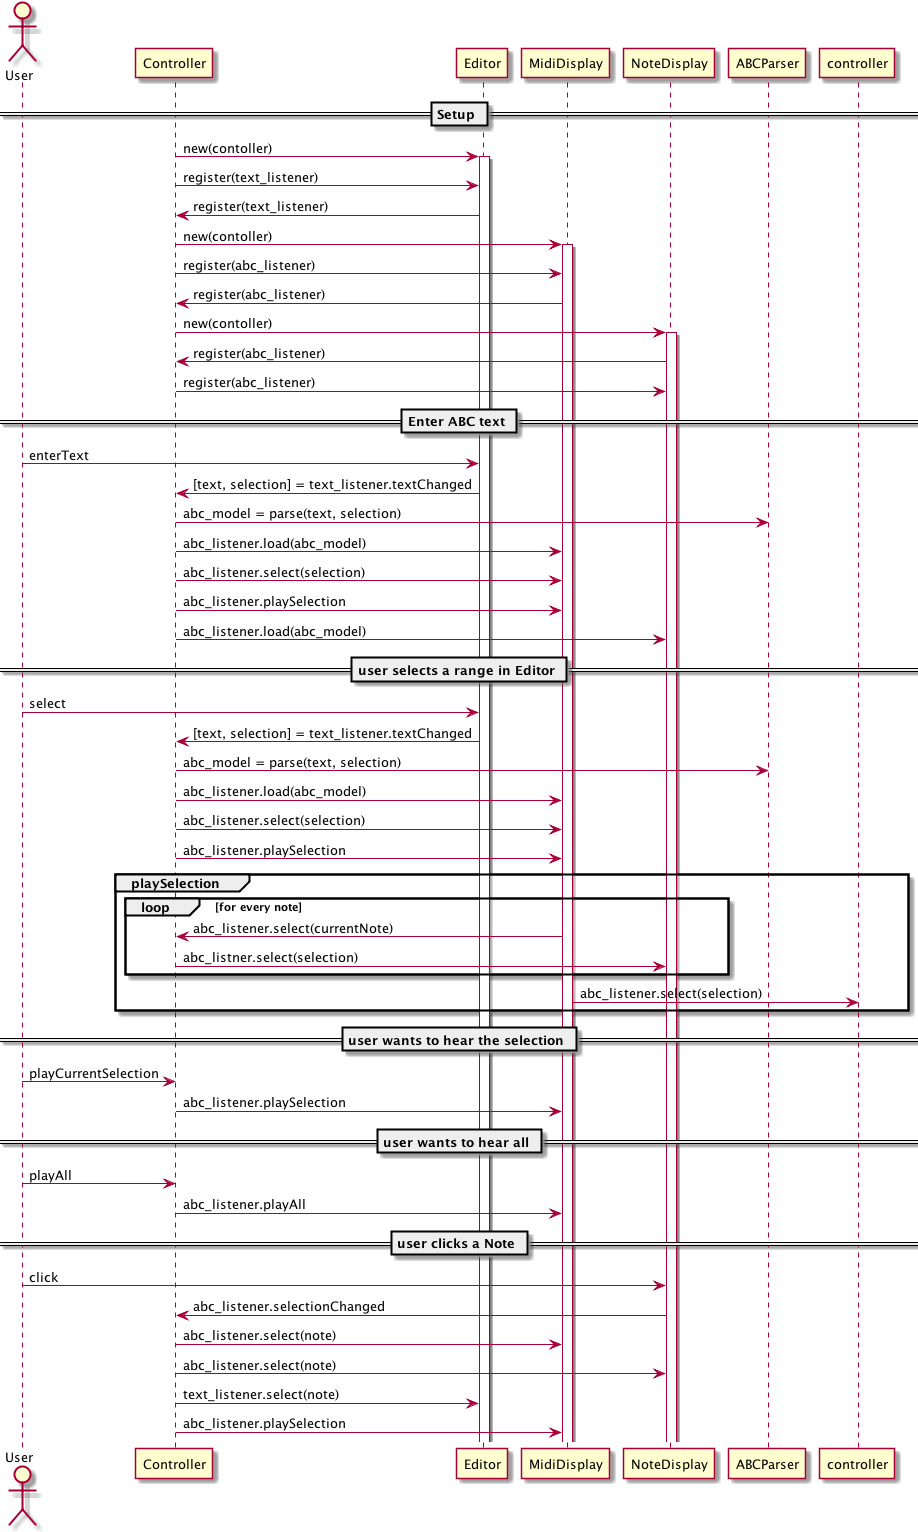 User
Controller
Editor
MidiDisplay
NoteDisplay
ABCParser
controller
Setup
new(contoller)
register(text_listener)
register(text_listener)
new(contoller)
register(abc_listener)
register(abc_listener)
new(contoller)
register(abc_listener)
register(abc_listener)
Enter ABC text
enterText
[text, selection] = text_listener.textChanged
abc_model = parse(text, selection)
abc_listener.load(abc_model)
abc_listener.select(selection)
abc_listener.playSelection
abc_listener.load(abc_model)
user selects a range in Editor
select
[text, selection] = text_listener.textChanged
abc_model = parse(text, selection)
abc_listener.load(abc_model)
abc_listener.select(selection)
abc_listener.playSelection
playSelection
loop [for every note]
abc_listener.select(currentNote)
abc_listner.select(selection)
abc_listener.select(selection)
user wants to hear the selection
playCurrentSelection
abc_listener.playSelection
user wants to hear all
playAll
abc_listener.playAll
user clicks a Note
click
abc_listener.selectionChanged
abc_listener.select(note)
abc_listener.select(note)
text_listener.select(note)
abc_listener.playSelection
User
Controller
Editor
MidiDisplay
NoteDisplay
ABCParser
controller